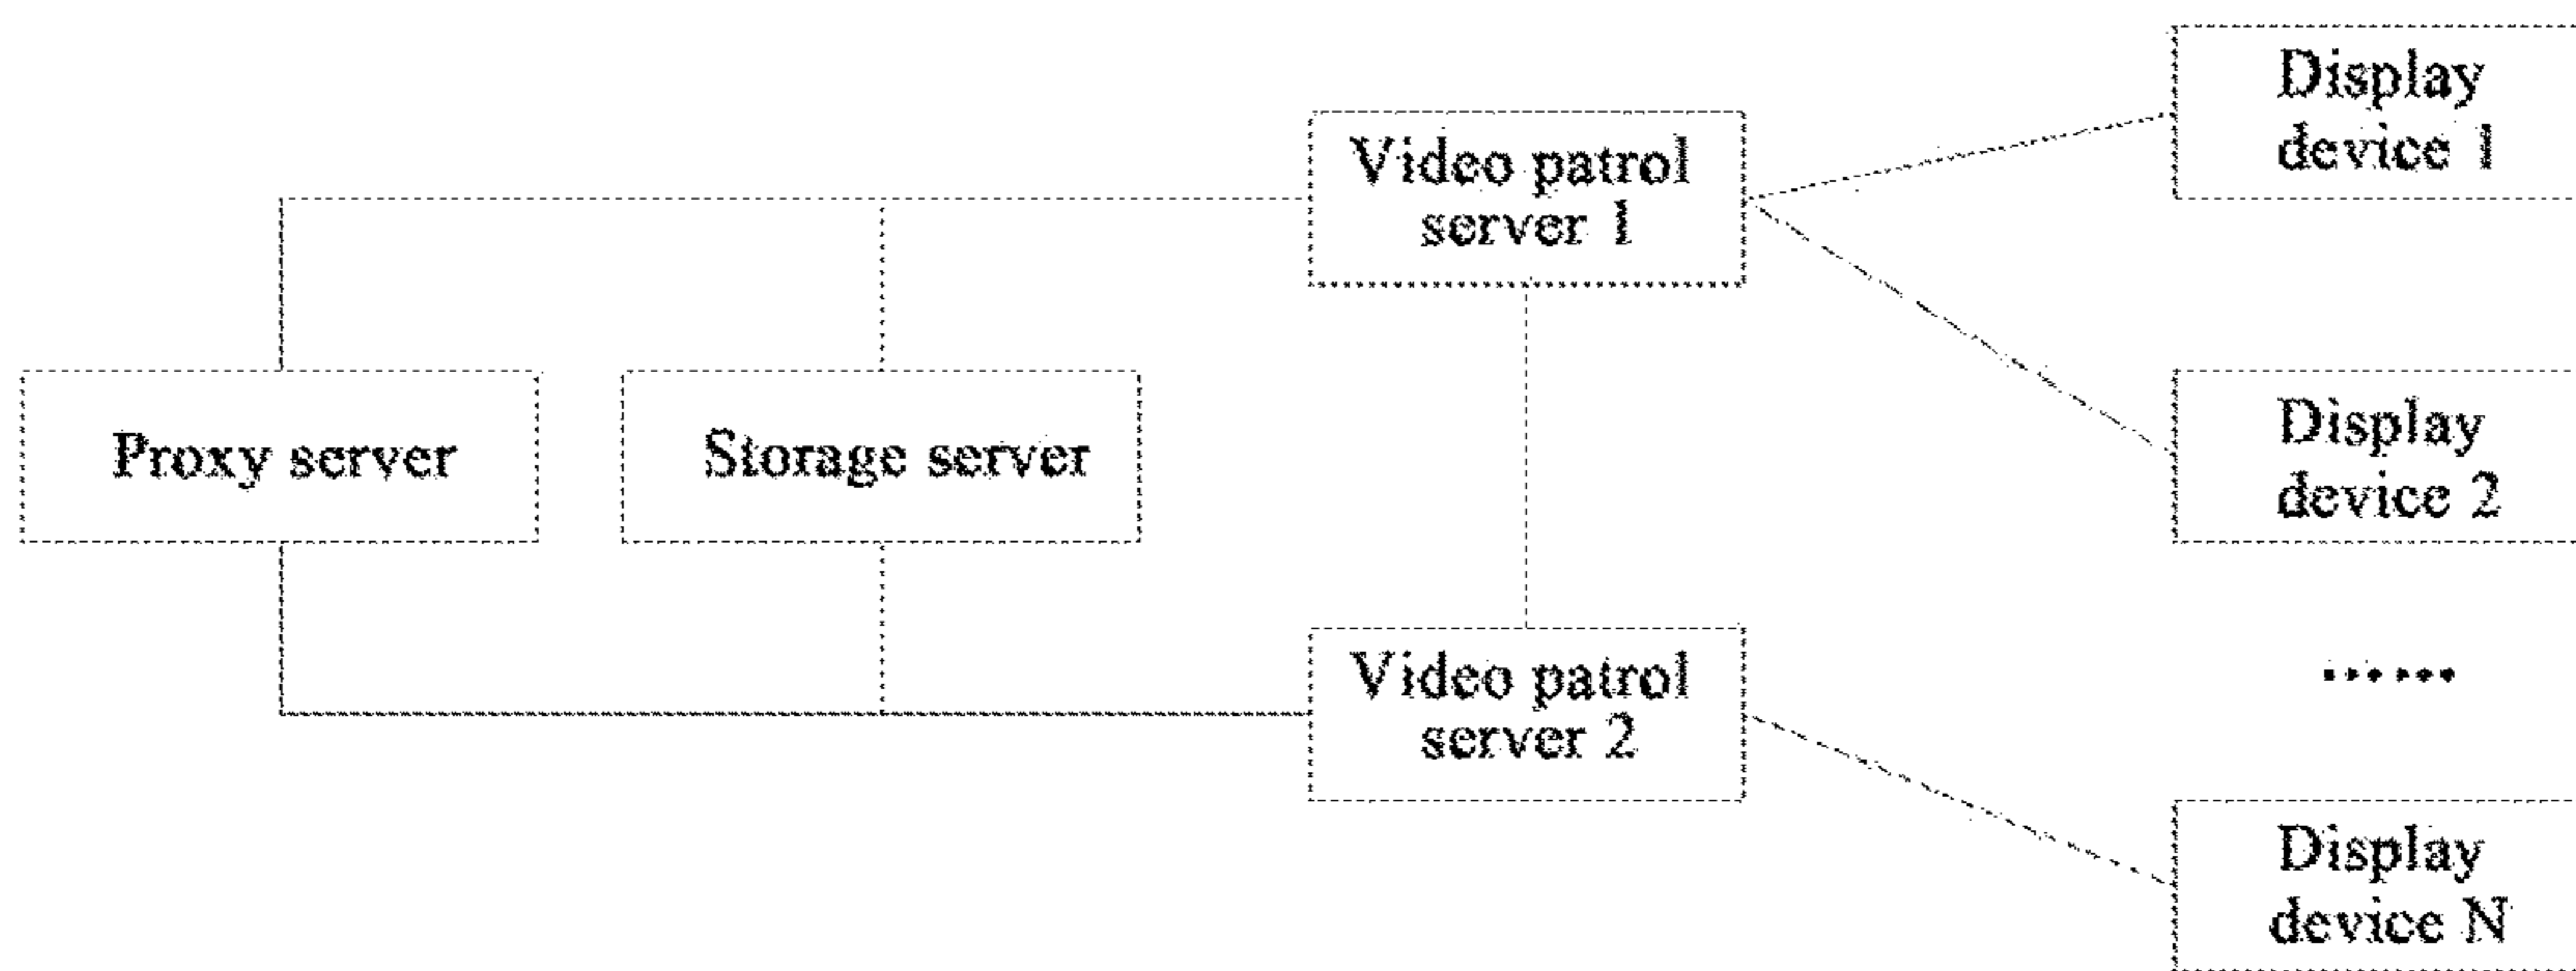 Display
device 1
Video patrol
server 1
Proxy server
Storage server
Display
device 2
Video patrol
server 2
......
Display
device N